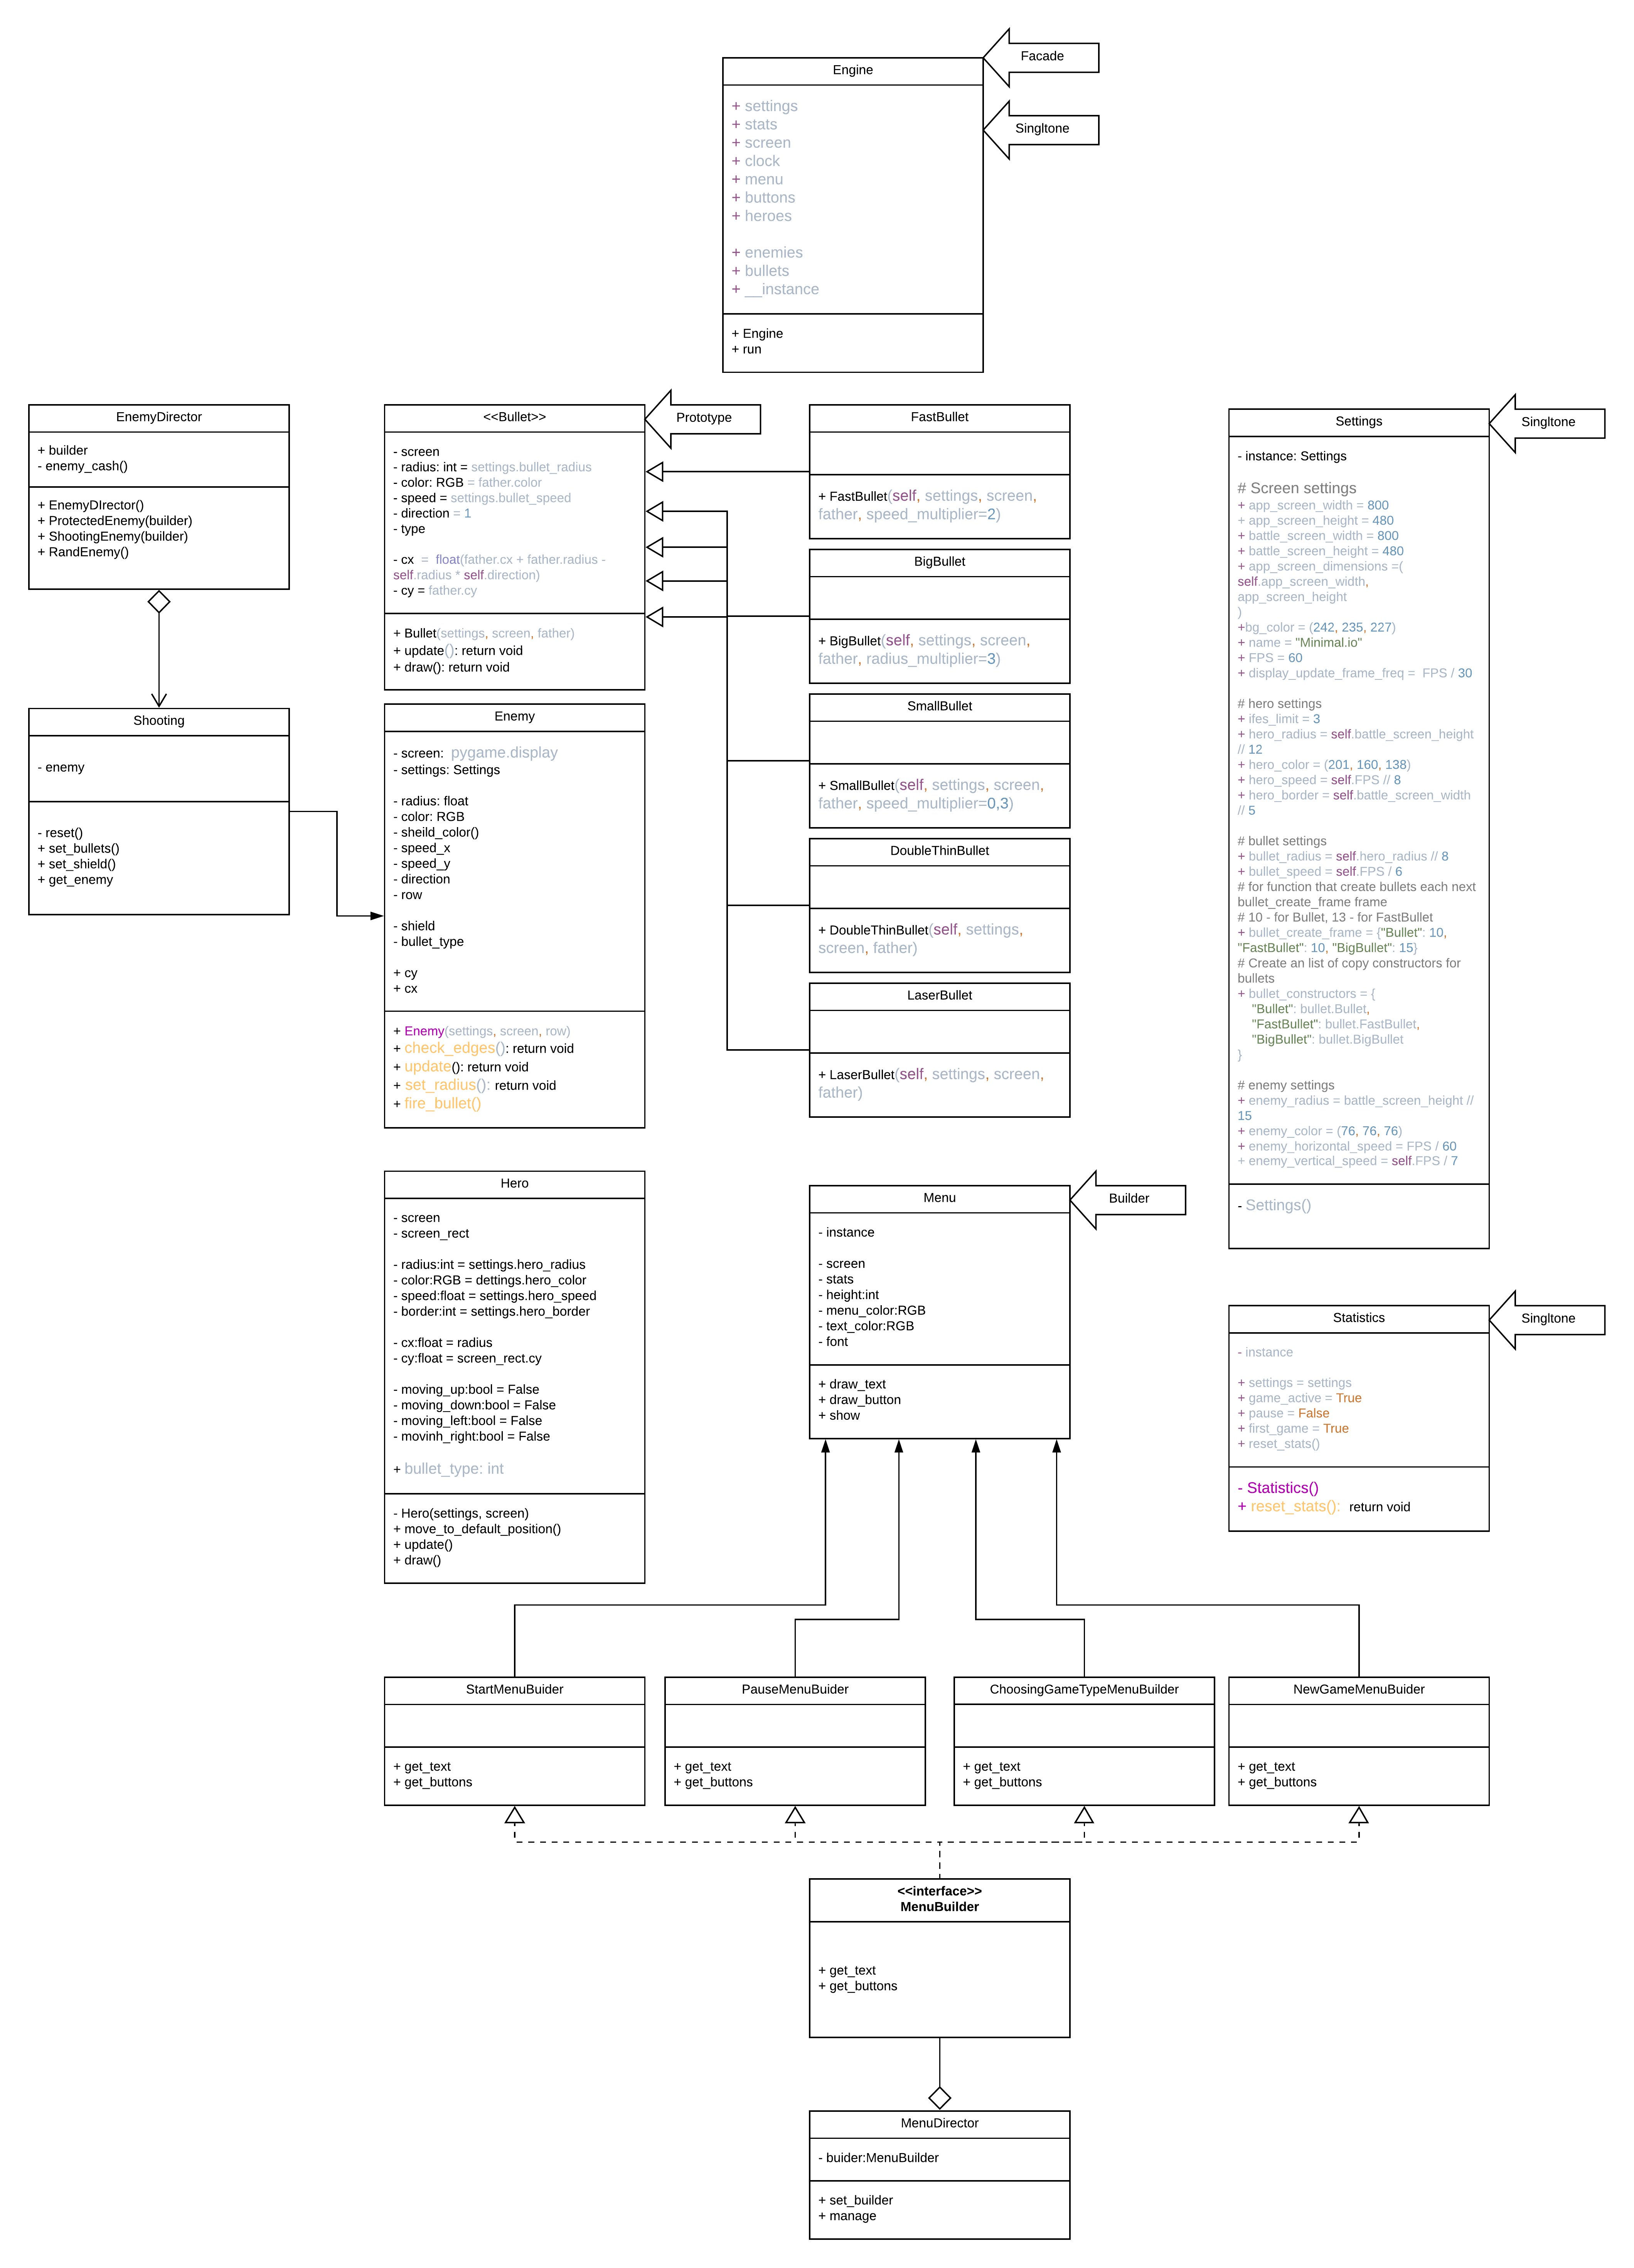 Facade
Engine
Singltone
+ settings
+ stats
+ screen
+ clock
+ menu
+ buttons
+ heroes
+ enemies
+ bullets
+ __instance
+ Engine
+ run
EnemyDirector
+ builder
- enemy_cash()
+ EnemyDIrector()
+ ProtectedEnemy(builder)
+ ShootingEnemy(builder)
+ RandEnemy()
Shooting
- enemy
- reset()
+ set_bullets()
+ set_shield()
+ get_enemy
<<Bullet>>
Prototype
- screen
- radius: int = settings.bullet_radius
- color: RGB = father.color
- speed = settings.bullet_speed
- direction = 1
- type
- cx  =  float(father.cx + father.radius -
self.radius * self.direction)
- cy = father.cy
+ Bullet(settings, screen, father)
+ update(): return void
+ draw(): return void
Enemy
- screen:  pygame.display
- settings: Settings
- radius: float
- color: RGB
- sheild_color()
- speed_x
- speed_y
- direction
- row
- shield
- bullet_type
+ cy
+ cx
+ Enemy(settings, screen, row)
+ check_edges(): return void
+ update(): return void
+ set_radius(): return void
+ fire_bullet()
FastBullet
+ FastBullet(self, settings, screen,
father, speed_multiplier=2)
BigBullet
+ BigBullet(self, settings, screen,
father, radius_multiplier=3)
SmallBullet
+ SmallBullet(self, settings, screen,
father, speed_multiplier=0,3)
DoubleThinBullet
+ DoubleThinBullet(self, settings,
screen, father)
LaserBullet
+ LaserBullet(self, settings, screen,
father)
Settings
Singltone
- instance: Settings
# Screen settings
+ app_screen_width = 800
+ app_screen_height = 480
+ battle_screen_width = 800
+ battle_screen_height = 480
+ app_screen_dimensions =(
self.app_screen_width,
app_screen_height
)
+bg_color = (242, 235, 227)
+ name = "Minimal.io"
+ FPS = 60
+ display_update_frame_freq =  FPS / 30
# hero settings
+ ifes_limit = 3
+ hero_radius = self.battle_screen_height
// 12
+ hero_color = (201, 160, 138)
+ hero_speed = self.FPS // 8
+ hero_border = self.battle_screen_width
// 5
# bullet settings
+ bullet_radius = self.hero_radius // 8
+ bullet_speed = self.FPS / 6
# for function that create bullets each next
bullet_create_frame frame
# 10 - for Bullet, 13 - for FastBullet
+ bullet_create_frame = {"Bullet": 10,
"FastBullet": 10, "BigBullet": 15}
# Create an list of copy constructors for
bullets
+ bullet_constructors = {
"Bullet": bullet.Bullet,
"FastBullet": bullet.FastBullet,
"BigBullet": bullet.BigBullet
}
# enemy settings
+ enemy_radius = battle_screen_height //
15
+ enemy_color = (76, 76, 76)
+ enemy_horizontal_speed = FPS / 60
+ enemy_vertical_speed = self.FPS / 7
- Settings()
Hero
- screen
- screen_rect
- radius:int = settings.hero_radius
- color:RGB = dettings.hero_color
- speed:float = settings.hero_speed
- border:int = settings.hero_border
- cx:float = radius
- cy:float = screen_rect.cy
- moving_up:bool = False
- moving_down:bool = False
- moving_left:bool = False
- movinh_right:bool = False
+ bullet_type: int
- Hero(settings, screen)
+ move_to_default_position()
+ update()
+ draw()
Menu
Builder
- instance
- screen
- stats
- height:int
- menu_color:RGB
- text_color:RGB
- font
+ draw_text
+ draw_button
+ show
Statistics
Singltone
- instance
+ settings = settings
+ game_active = True
+ pause = False
+ first_game = True
+ reset_stats()
- Statistics()
+ reset_stats():  return void
StartMenuBuider
+ get_text
+ get_buttons
PauseMenuBuider
+ get_text
+ get_buttons
ChoosingGameTypeMenuBuilder
+ get_text
+ get_buttons
NewGameMenuBuider
+ get_text
+ get_buttons
<<interface>>
MenuBuilder
+ get_text
+ get_buttons
MenuDirector
- buider:MenuBuilder
+ set_builder
+ manage